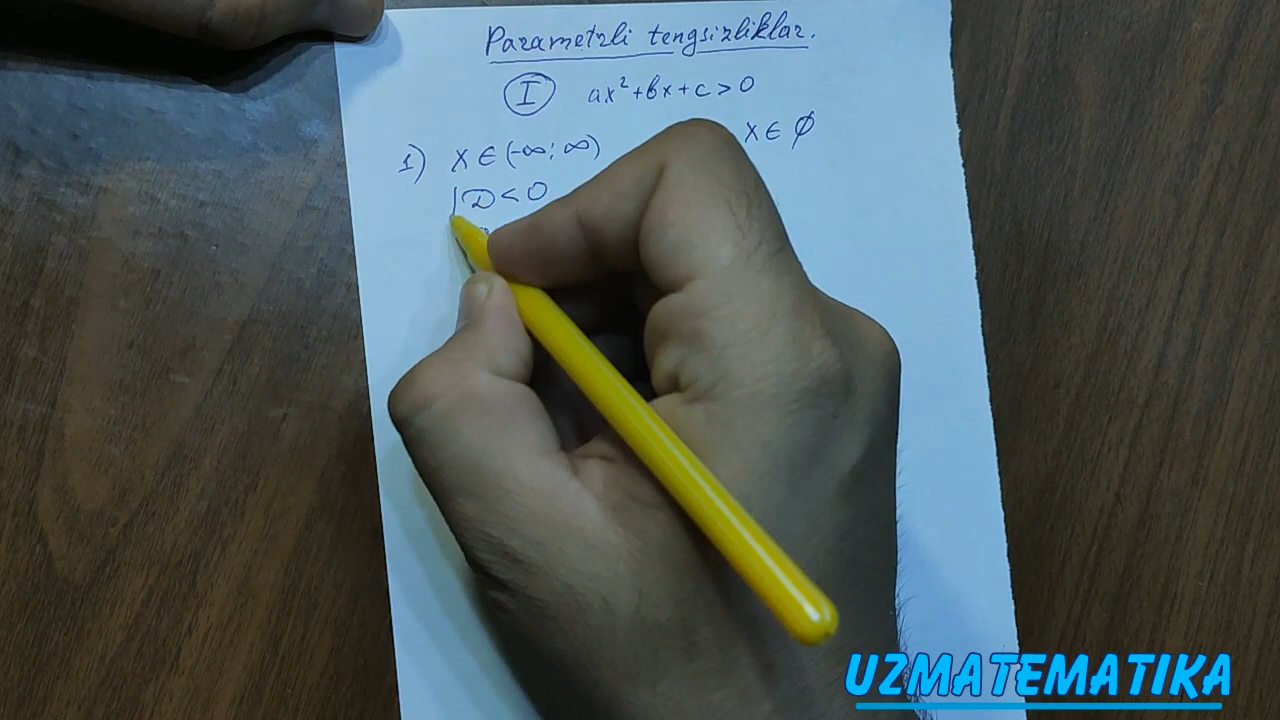 Parametrli tengsizliklar.
I ax²+bx+c>0
1) x ∈ (-∞; ∞)
x ∈ ∅
D < 0
UZMATEMATIKA